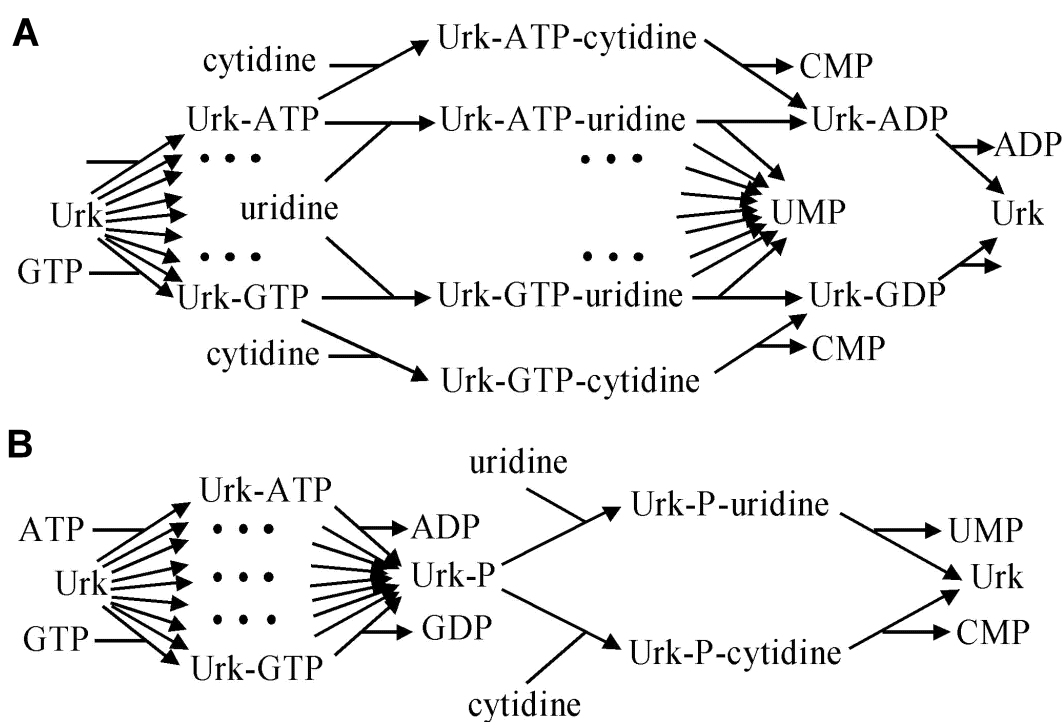 A
Urk-ATP-cytidine
cytidine
CMP
Urk-ATP
Urk-ATP-uridine
Urk-ADP
ADP
Urk
uridine
UMP
Urk
GTP
Urk-GTP
Urk-GTP-uridine
Urk-GDP
cytidine
CMP
Urk-GTP-cytidine
B
uridine
Urk-ATP
Urk-P-uridine
ATP
ADP
UMP
Urk
Urk-P
Urk
GTP
GDP
CMP
Urk-GTP
Urk-P-cytidine
cytidine